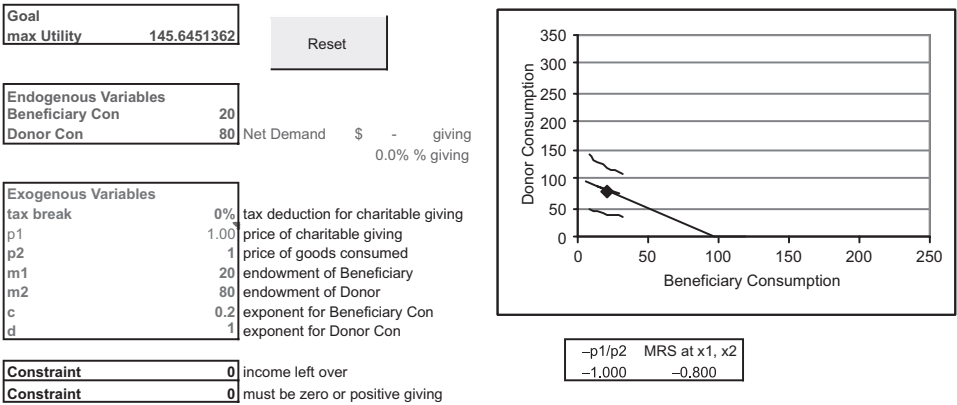 Goal
max Utility 145.6451362
Reset
Endogenous Variables
Beneficiary Con 20
Donor Con 80 Net Demand $ - giving
0.0% % giving
Exogenous Variables
tax break 0% tax deduction for charitable giving
p1 1.00 price of charitable giving
p2 1 price of goods consumed
m1 20 endowment of Beneficiary
m2 80 endowment of Donor
c 0.2 exponent for Beneficiary Con
d 1 exponent for Donor Con
Constraint 0 income left over
Constraint 0 must be zero or positive giving
Donor Consumption
350
300
250
200
150
100
50
0
0 50 100 150 200 250
Beneficiary Consumption
–p1/p2 MRS at x1, x2
–1.000 –0.800